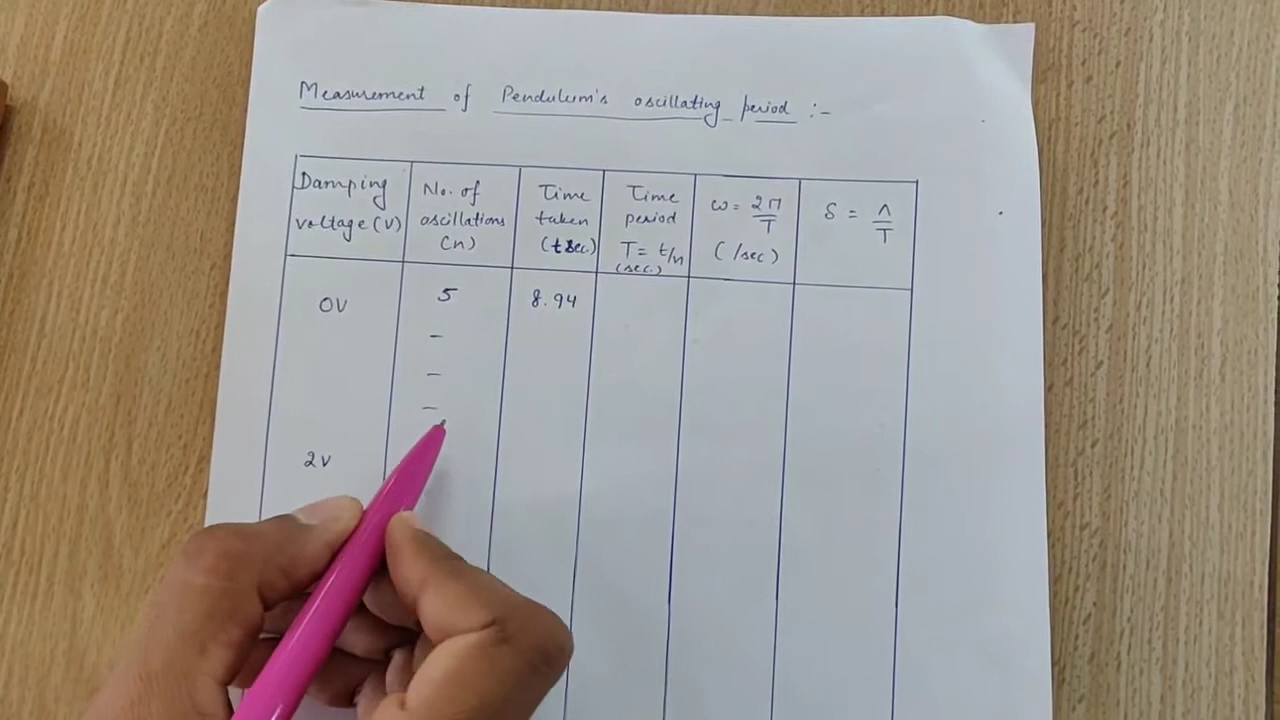 Measurement of Pendulum's oscillating period :-
Damping voltage (V)
No. of oscillations (n)
Time taken (t sec.)
Time period T = t/n (sec.)
ω = 2Π/T (/sec)
δ = Λ/T
0V 5 8.94
-
-
-
2V